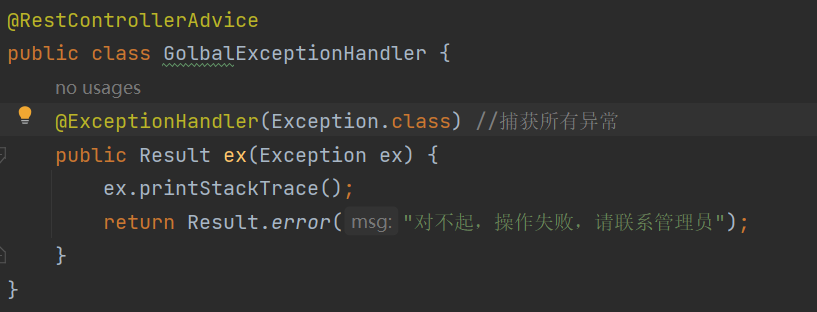 @RestControllerAdvice
public class GolbalExceptionHandler {
no usages
@ExceptionHandler(Exception.class) //捕获所有异常
public Result ex(Exception ex) {
ex.printStackTrace();
return Result.error( msg: "对不起，操作失败，请联系管理员");
}
}